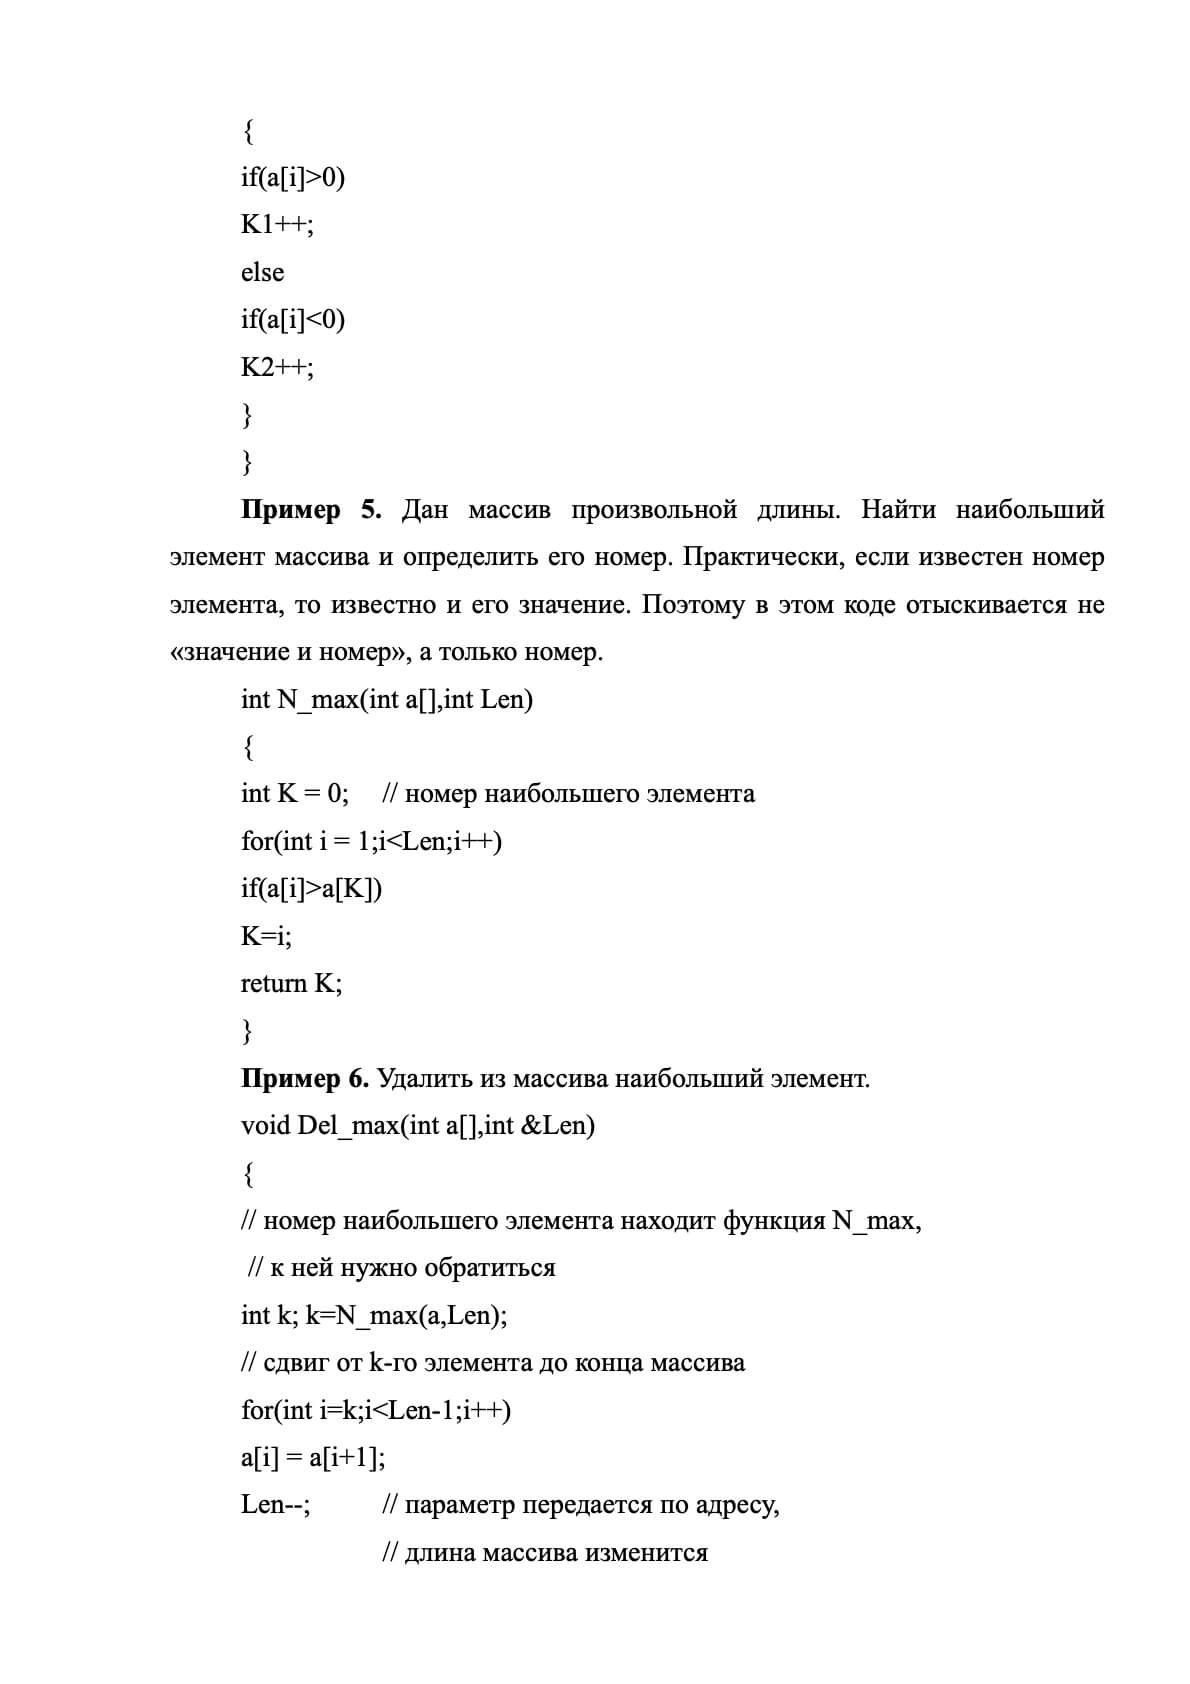 {
if(a[i]>0)
K1++;
else
if(a[i]<0)
K2++;
}
}
Пример 5. Дан массив произвольной длины. Найти наибольший
элемент массива и определить его номер. Практически, если известен номер
элемента, то известно и его значение. Поэтому в этом коде отыскивается не
«значение и номер», а только номер.
int N_max(int a[],int Len)
{
int K = 0; // номер наибольшего элемента
for(int i = 1;i<Len;i++)
if(a[i]>a[K])
K=i;
return K;
}
Пример 6. Удалить из массива наибольший элемент.
void Del_max(int a[],int &Len)
{
// номер наибольшего элемента находит функция N_max,
// к ней нужно обратиться
int k; k=N_max(a,Len);
// сдвиг от k-го элемента до конца массива
for(int i=k;i<Len-1;i++)
a[i] = a[i+1];
Len--; // параметр передается по адресу,
// длина массива изменится